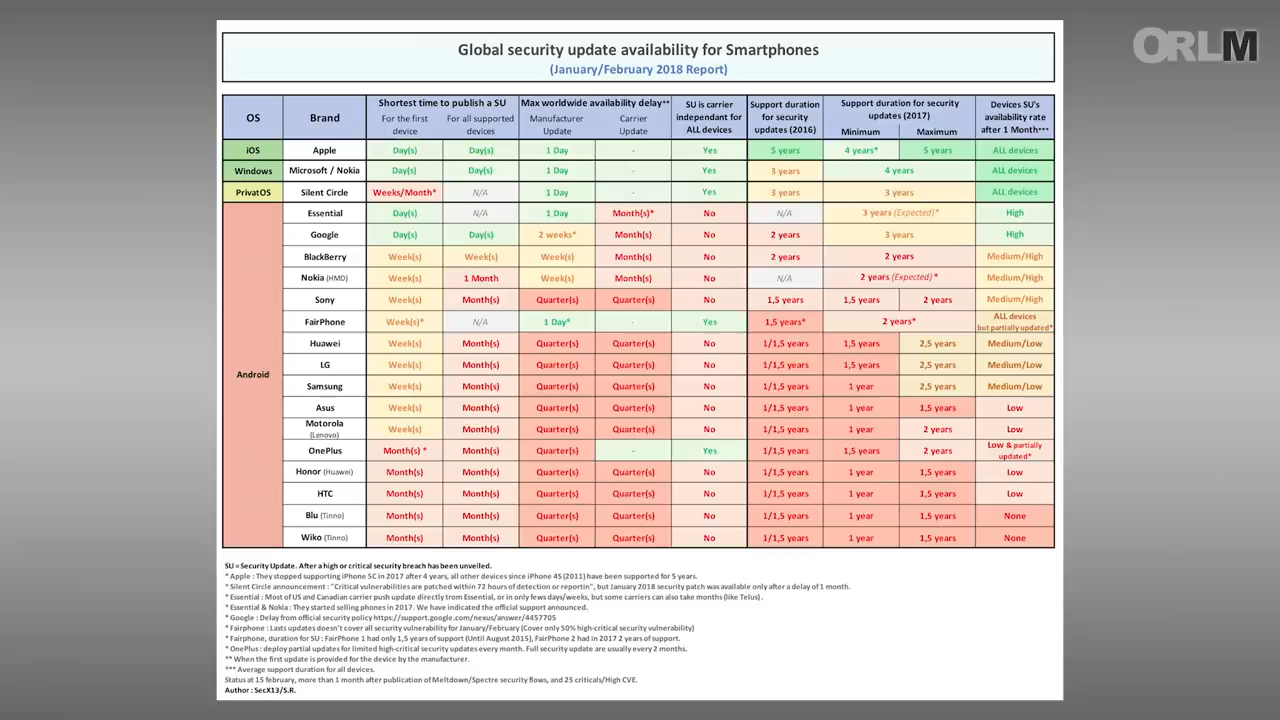 ORLM
Global security update availability for Smartphones
(January/February 2018 Report)
OS Brand Shortest time to publish a SU Max worldwide availability delay** SU is carrier independant for ALL devices Support duration for security updates (2016) Support duration for security updates (2017) Devices SU's availability rate after 1 Month***
For the first device For all supported devices Manufacturer Update Carrier Update Minimum Maximum
iOS Apple Day(s) Day(s) 1 Day - Yes 5 years 4 years* 5 years ALL devices
Windows Microsoft / Nokia Day(s) Day(s) 1 Day - Yes 3 years 4 years ALL devices
PrivatOS Silent Circle Weeks/Month* N/A 1 Day - Yes 3 years 3 years ALL devices
Android
Essential Day(s) N/A 1 Day Month(s)* No N/A 3 years (Expected)* High
Google Day(s) Day(s) 2 weeks* Month(s) No 2 years 3 years High
BlackBerry Week(s) Week(s) Week(s) Month(s) No 2 years 2 years Medium/High
Nokia (HMD) Week(s) 1 Month Week(s) Month(s) No N/A 2 years (Expected) * Medium/High
Sony Week(s) Month(s) Quarter(s) Quarter(s) No 1,5 years 1,5 years 2 years Medium/High
FairPhone Week(s)* N/A 1 Day* - Yes 1,5 years* 2 years* ALL devices but partially updated*
Huawei Week(s) Month(s) Quarter(s) Quarter(s) No 1/1,5 years 1,5 years 2,5 years Medium/Low
LG Week(s) Month(s) Quarter(s) Quarter(s) No 1/1,5 years 1,5 years 2,5 years Medium/Low
Samsung Week(s) Month(s) Quarter(s) Quarter(s) No 1/1,5 years 1 year 2,5 years Medium/Low
Asus Week(s) Month(s) Quarter(s) Quarter(s) No 1/1,5 years 1 year 1,5 years Low
Motorola (Lenovo) Week(s) Month(s) Quarter(s) Quarter(s) No 1/1,5 years 1 year 2 years Low
OnePlus Month(s) * Month(s) Quarter(s) - Yes 1/1,5 years 1,5 years 2 years Low & partially updated*
Honor (Huawei) Month(s) Month(s) Quarter(s) Quarter(s) No 1/1,5 years 1 year 1,5 years Low
HTC Month(s) Month(s) Quarter(s) Quarter(s) No 1/1,5 years 1 year 1,5 years Low
Blu (Tinno) Month(s) Month(s) Quarter(s) Quarter(s) No 1/1,5 years 1 year 1,5 years None
Wiko (Tinno) Month(s) Month(s) Quarter(s) Quarter(s) No 1/1,5 years 1 year 1,5 years None
SU = Security Update. After a high or critical security breach has been unveiled.
* Apple : They stopped supporting iPhone 5C in 2017 after 4 years, all other devices since iPhone 4S (2011) have been supported for 5 years.
* Silent Circle announcement : "Critical vulnerabilities are patched within 72 hours of detection or reportin", but January 2018 security patch was available only after a delay of 1 month.
* Essential : Most of US and Canadian carrier push update directly from Essential, or in only few days/weeks, but some carriers can also take months (like Telus) .
* Essential & Nokia : They started selling phones in 2017. We have indicated the official support announced.
* Google : Delay from official security policy https://support.google.com/nexus/answer/4457705
* Fairphone : Lasts updates doesn't cover all security vulnerability for January/February (Cover only 50% high-critical security vulnerability)
* Fairphone, duration for SU : FairPhone 1 had only 1,5 years of support (Until August 2015), FairPhone 2 had in 2017 2 years of support.
* OnePlus : deploy partial updates for limited high-critical security updates every month. Full security update are usually every 2 months.
** When the first update is provided for the device by the manufacturer.
*** Average support duration for all devices.
Status at 15 february, more than 1 month after publication of Meltdown/Spectre security flows, and 25 criticals/High CVE.
Author : SecX13/S.R.